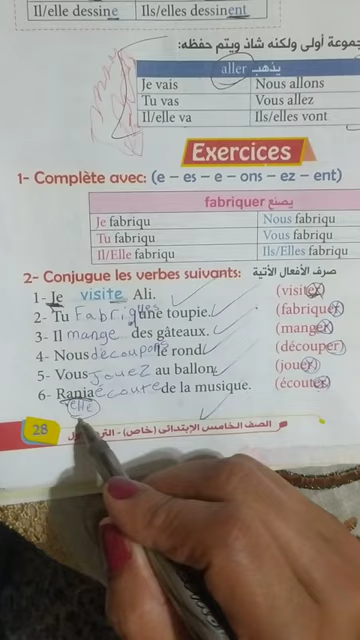 Il/elle dessine Ils/elles dessinent
جموعة أولى ولكنه شاذ ويتم حفظه:
aller يذهب
Je vais Nous allons
Tu vas Vous allez
Il/elle va Ils/elles vont
Exercices
1- Complète avec: (e – es – e – ons – ez – ent)
fabriquer يصنع
Je fabriqu Nous fabriqu
Tu fabriqu Vous fabriqu
Il/Elle fabriqu Ils/Elles fabriqu
2- Conjugue les verbes suivants: صرف الأفعال الأتية
1- Je visite Ali. (visiter)
2- Tu Fabriques une toupie. (fabriquer)
3- Il mange des gâteaux. (manger)
4- Nous découpons le rond (découper)
5- Vous jouez au ballon (jouer)
6- Rania écoute de la musique. (écouter)
elle
28 الصف الخامس الإبتدائى (خاص) - الترم الأول